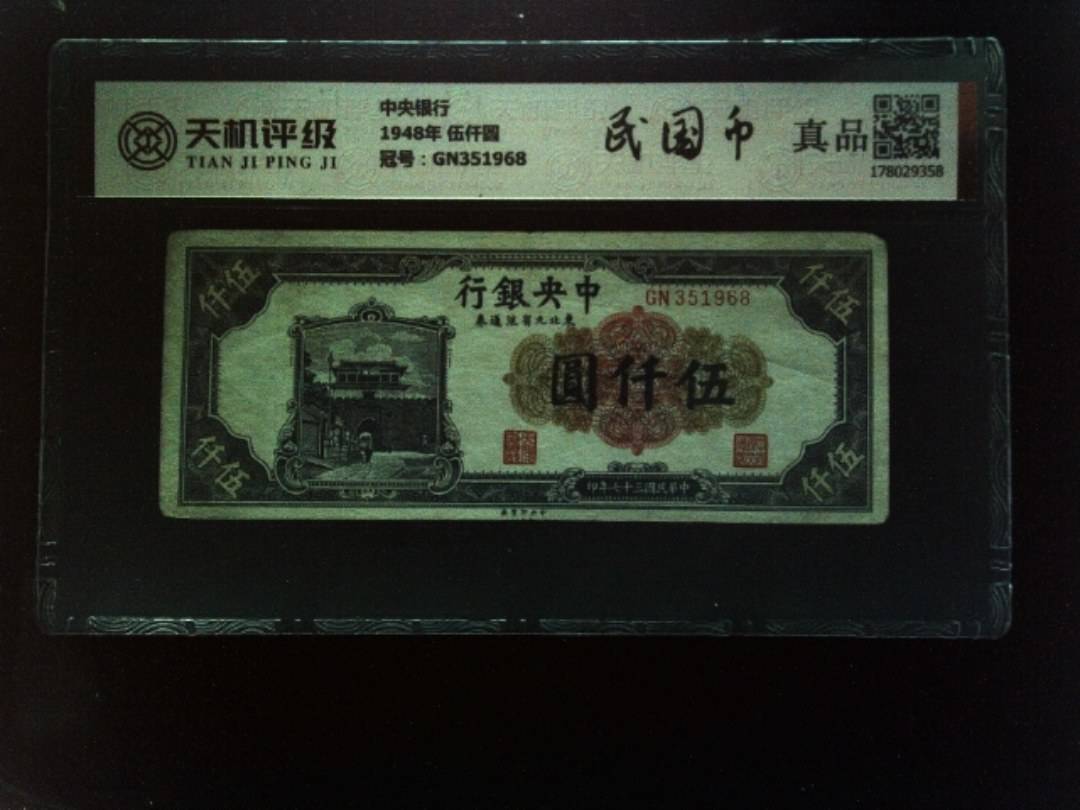 天机评级
TIAN JI PING JI
中央银行
1948年 伍仟圓
冠号：GN351968
民国币
真品
178029358
仟伍
仟伍
行銀央中
GN351968
券通流省九北東
圓仟伍
仟伍
仟伍
印年七十三國民華中